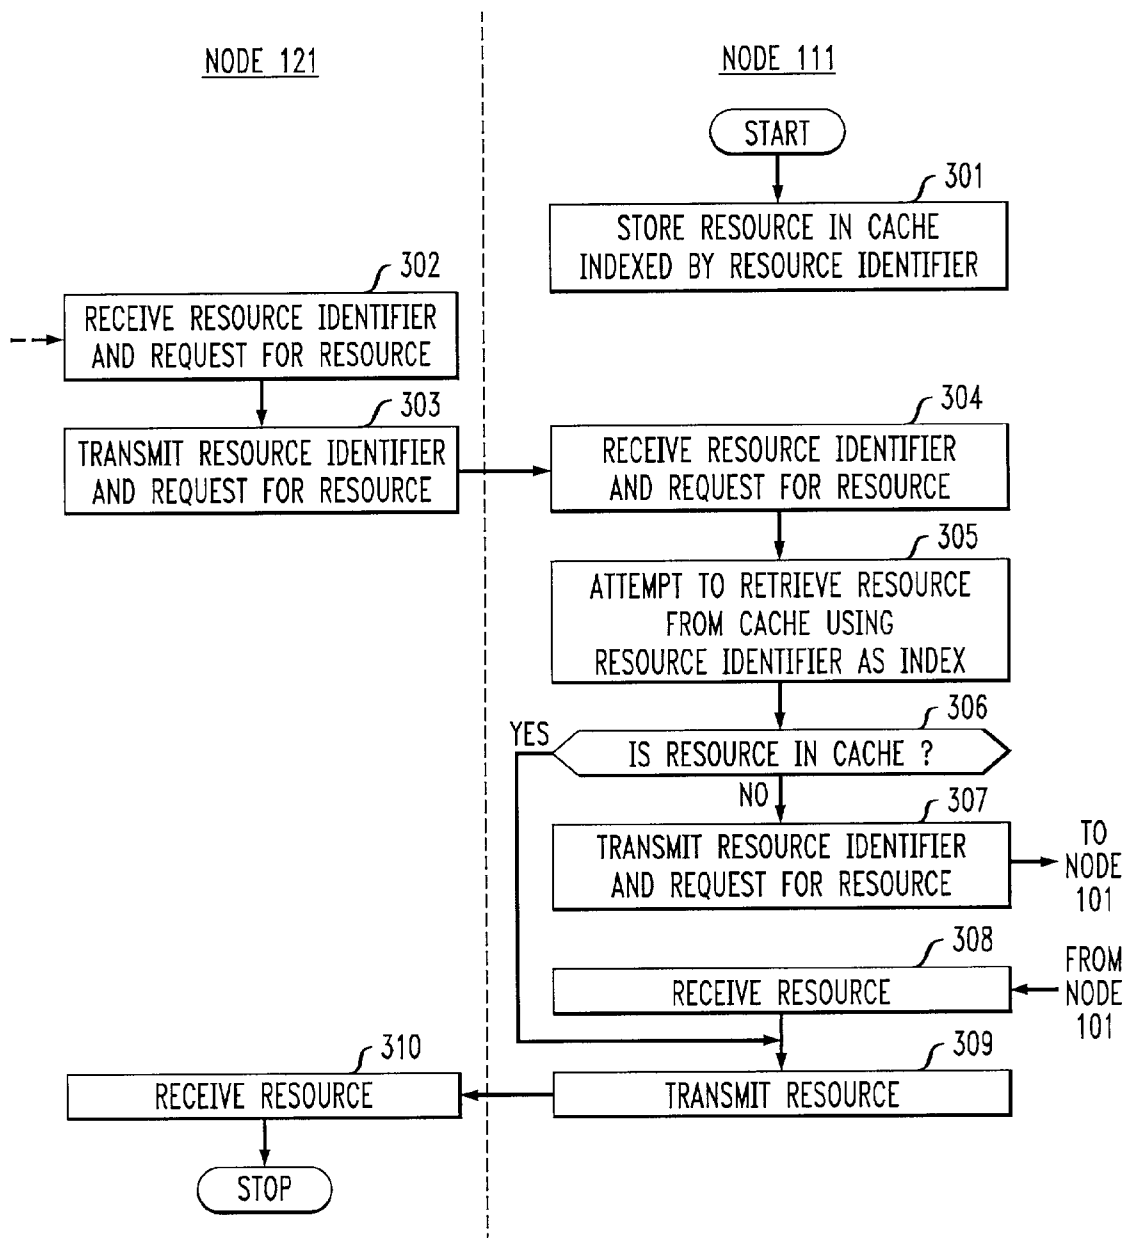 NODE 121
NODE 111
START
301
STORE RESOURCE IN CACHE
INDEXED BY RESOURCE IDENTIFIER
302
RECEIVE RESOURCE IDENTIFIER
AND REQUEST FOR RESOURCE
303
TRANSMIT RESOURCE IDENTIFIER
AND REQUEST FOR RESOURCE
304
RECEIVE RESOURCE IDENTIFIER
AND REQUEST FOR RESOURCE
305
ATTEMPT TO RETRIEVE RESOURCE
FROM CACHE USING
RESOURCE IDENTIFIER AS INDEX
306
YES
IS RESOURCE IN CACHE ?
NO
307
TRANSMIT RESOURCE IDENTIFIER
AND REQUEST FOR RESOURCE
TO
NODE
101
308
RECEIVE RESOURCE
FROM
NODE
101
309
TRANSMIT RESOURCE
310
RECEIVE RESOURCE
STOP